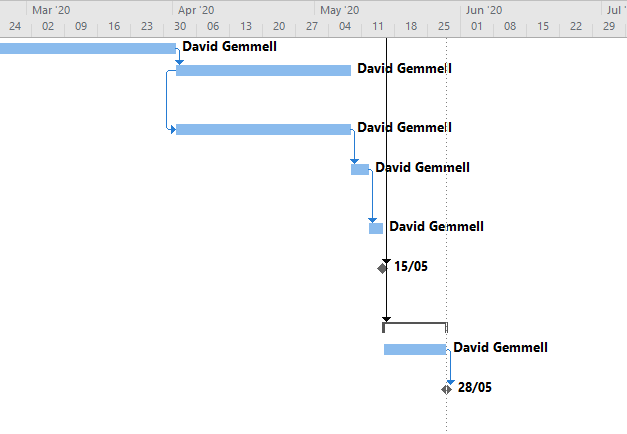 Mar '20 Apr '20 May '20 Jun '20 Jul '
24 02 09 16 23 30 06 13 20 27 04 11 18 25 01 08 15 22 29
David Gemmell
David Gemmell
David Gemmell
David Gemmell
David Gemmell
15/05
David Gemmell
28/05